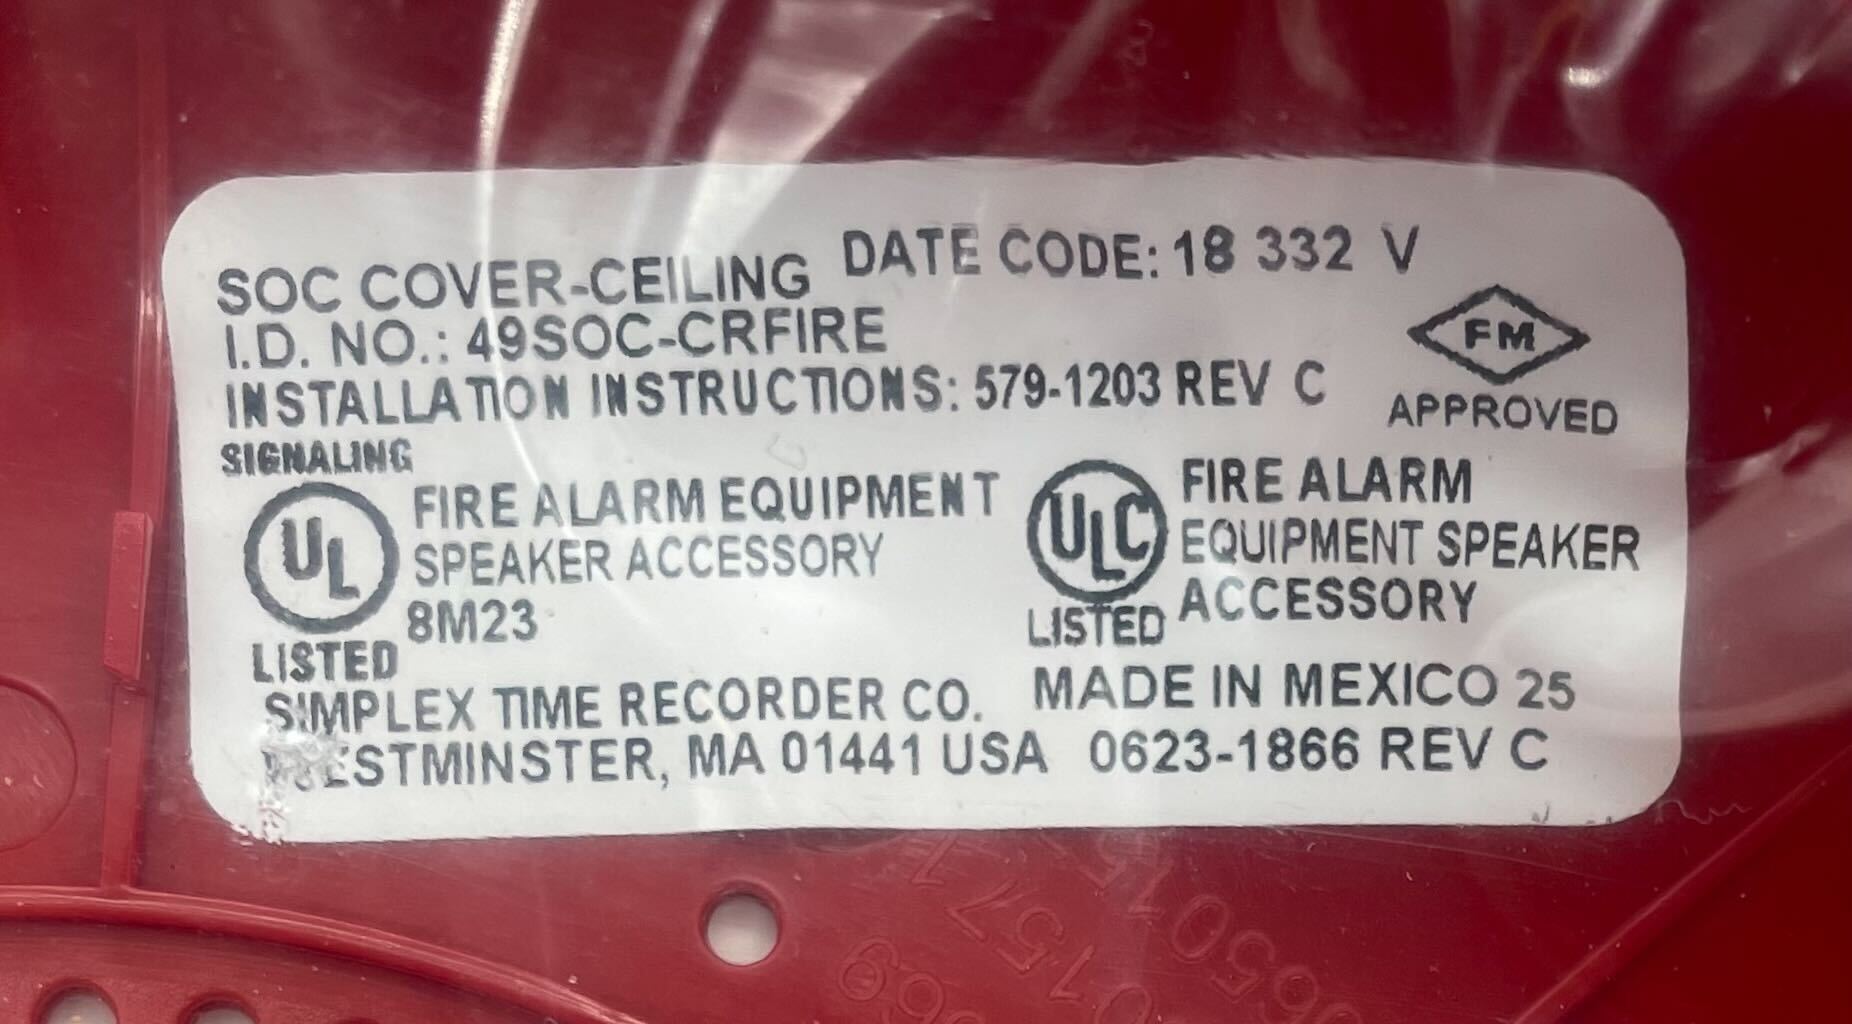 SOC COVER-CEILING DATE CODE: 18 332 V
I.D. NO.: 49SOC-CRFIRE
INSTALLATION INSTRUCTIONS: 579-1203 REV C
FM
APPROVED
SIGNALING
UL
LISTED
FIRE ALARM EQUIPMENT
SPEAKER ACCESSORY
8M23
ULC
LISTED
FIRE ALARM
EQUIPMENT SPEAKER
ACCESSORY
SIMPLEX TIME RECORDER CO. MADE IN MEXICO 25
WESTMINSTER, MA 01441 USA 0623-1866 REV C